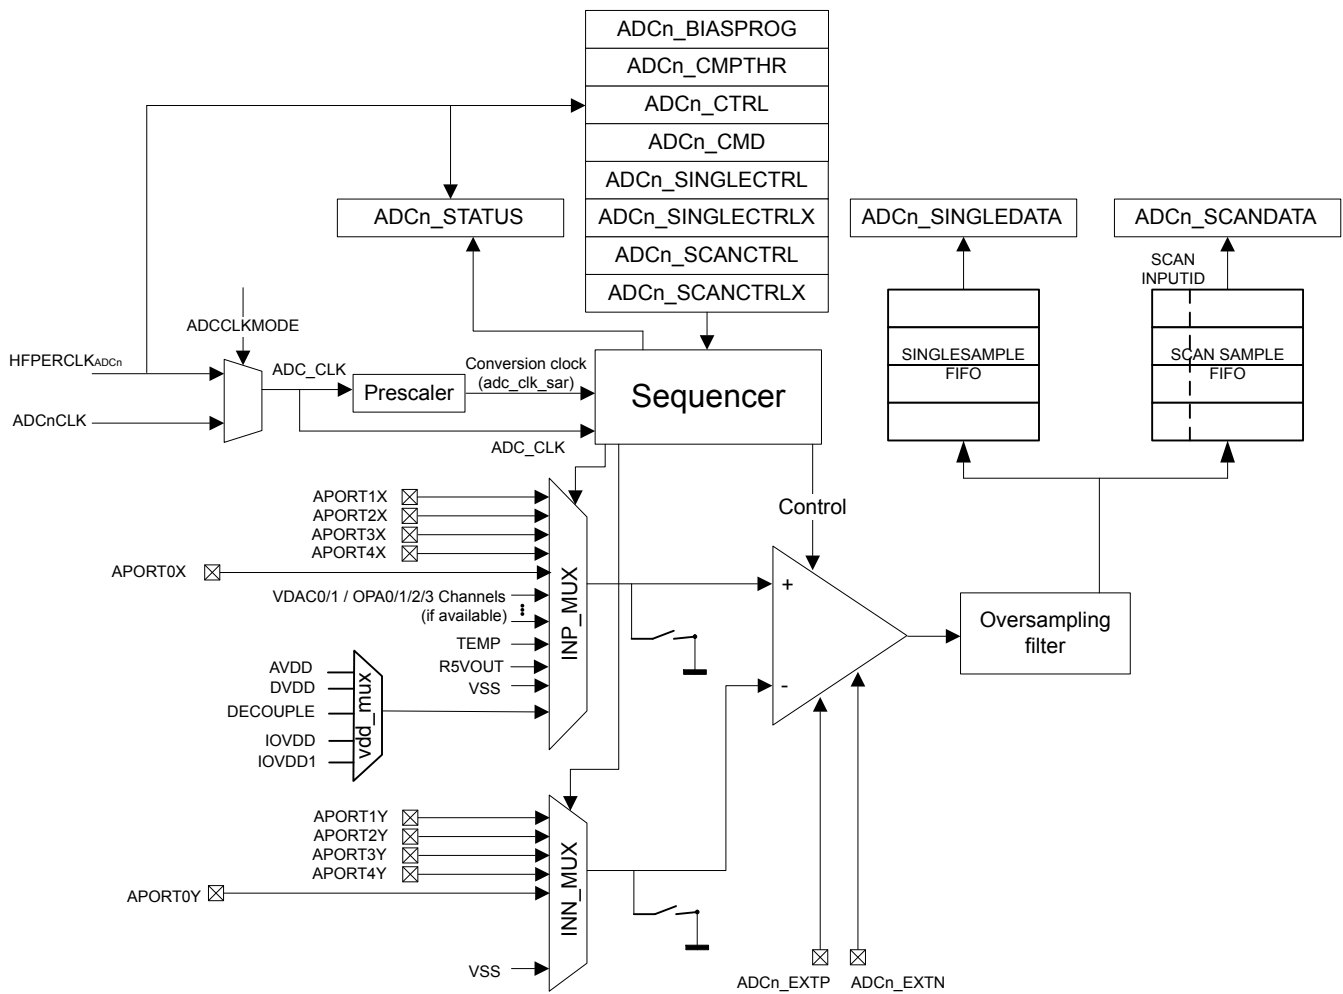 ADCn_BIASPROG
ADCn_CMPTHR
ADCn_CTRL
ADCn_CMD
ADCn_SINGLECTRL
ADCn_SINGLECTRLX
ADCn_SCANCTRL
ADCn_SCANCTRLX
ADCn_STATUS
ADCn_SINGLEDATA
ADCn_SCANDATA
SCAN
INPUTID
SINGLESAMPLE
FIFO
SCAN SAMPLE
FIFO
ADCCLKMODE
HFPERCLKADCn
ADCnCLK
ADC_CLK
Prescaler
Conversion clock
(adc_clk_sar)
Sequencer
ADC_CLK
APORT1X
APORT2X
APORT3X
APORT4X
APORT0X
VDAC0/1 / OPA0/1/2/3 Channels
(if available)
TEMP
R5VOUT
VSS
INP_MUX
AVDD
DVDD
DECOUPLE
IOVDD
IOVDD1
vdd_mux
Control
+
-
Oversampling
filter
APORT1Y
APORT2Y
APORT3Y
APORT4Y
APORT0Y
VSS
INN_MUX
ADCn_EXTP
ADCn_EXTN